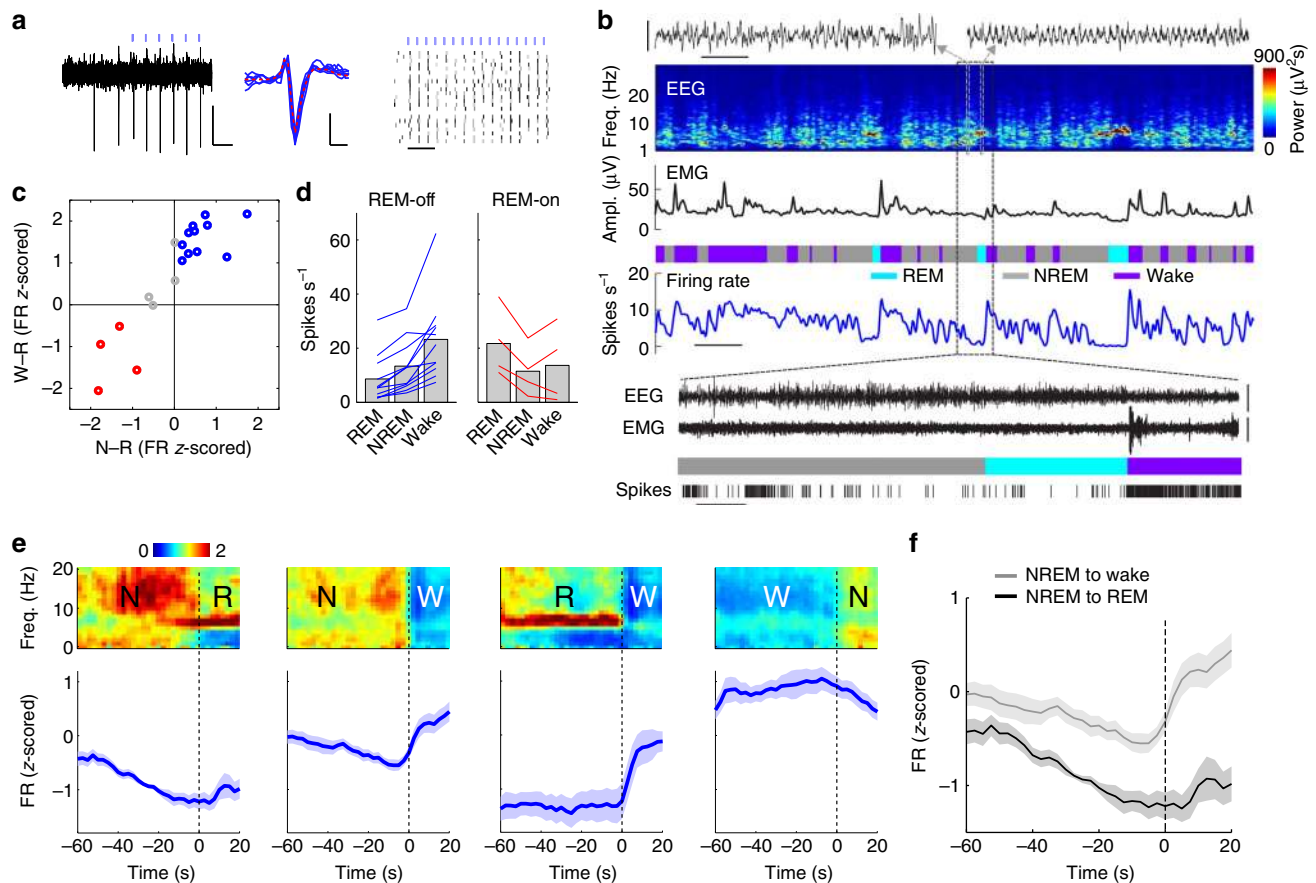 a
b
EEG
Freq. (Hz)
20
10
1
900
0
Power (µV²s)
EMG
Ampl. (µV)
50
0
REM
NREM
Wake
Firing rate
Spikes s⁻¹
20
10
0
EEG
EMG
Spikes
c
W–R (FR z-scored)
2
1
0
−1
−2
−2
−1
0
1
2
N–R (FR z-scored)
d
REM-off
REM-on
Spikes s⁻¹
60
40
20
0
REM
NREM
Wake
REM
NREM
Wake
e
0
2
Freq. (Hz)
20
10
0
N
R
N
W
R
W
W
N
FR (z-scored)
1
0
−1
−60
−40
−20
0
20
−60
−40
−20
0
20
−60
−40
−20
0
20
−60
−40
−20
0
20
Time (s)
Time (s)
Time (s)
Time (s)
f
NREM to wake
NREM to REM
FR (z-scored)
1
0
−1
−60
−40
−20
0
20
Time (s)